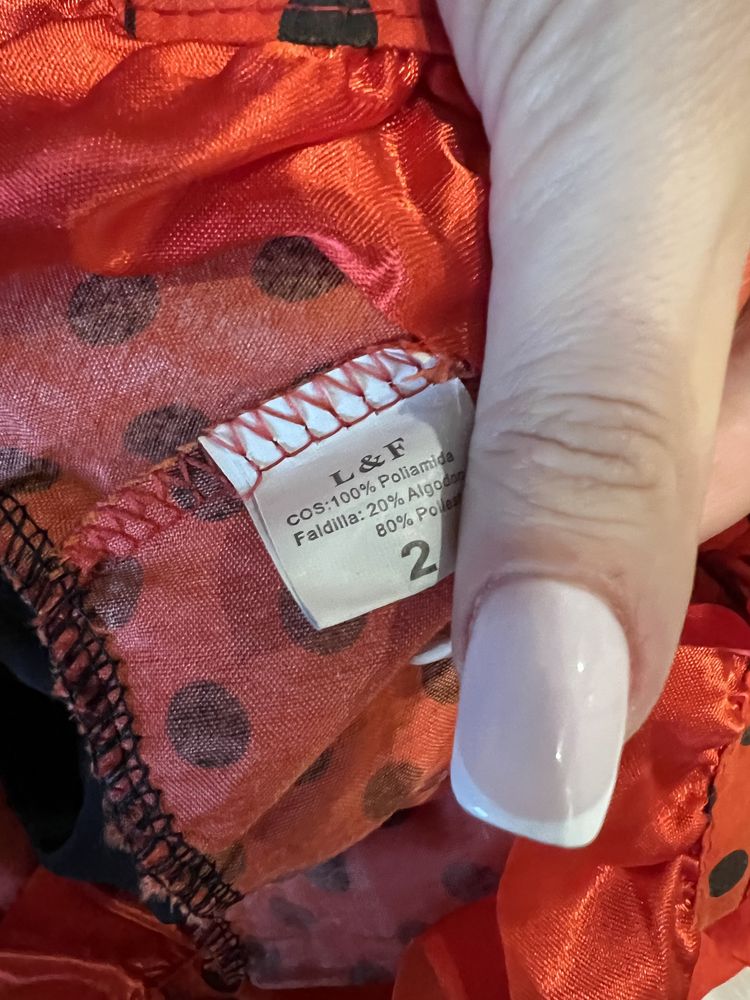 L & F
COS:100% Poliamida
Faldilla: 20% Algodon
80% Polies
2